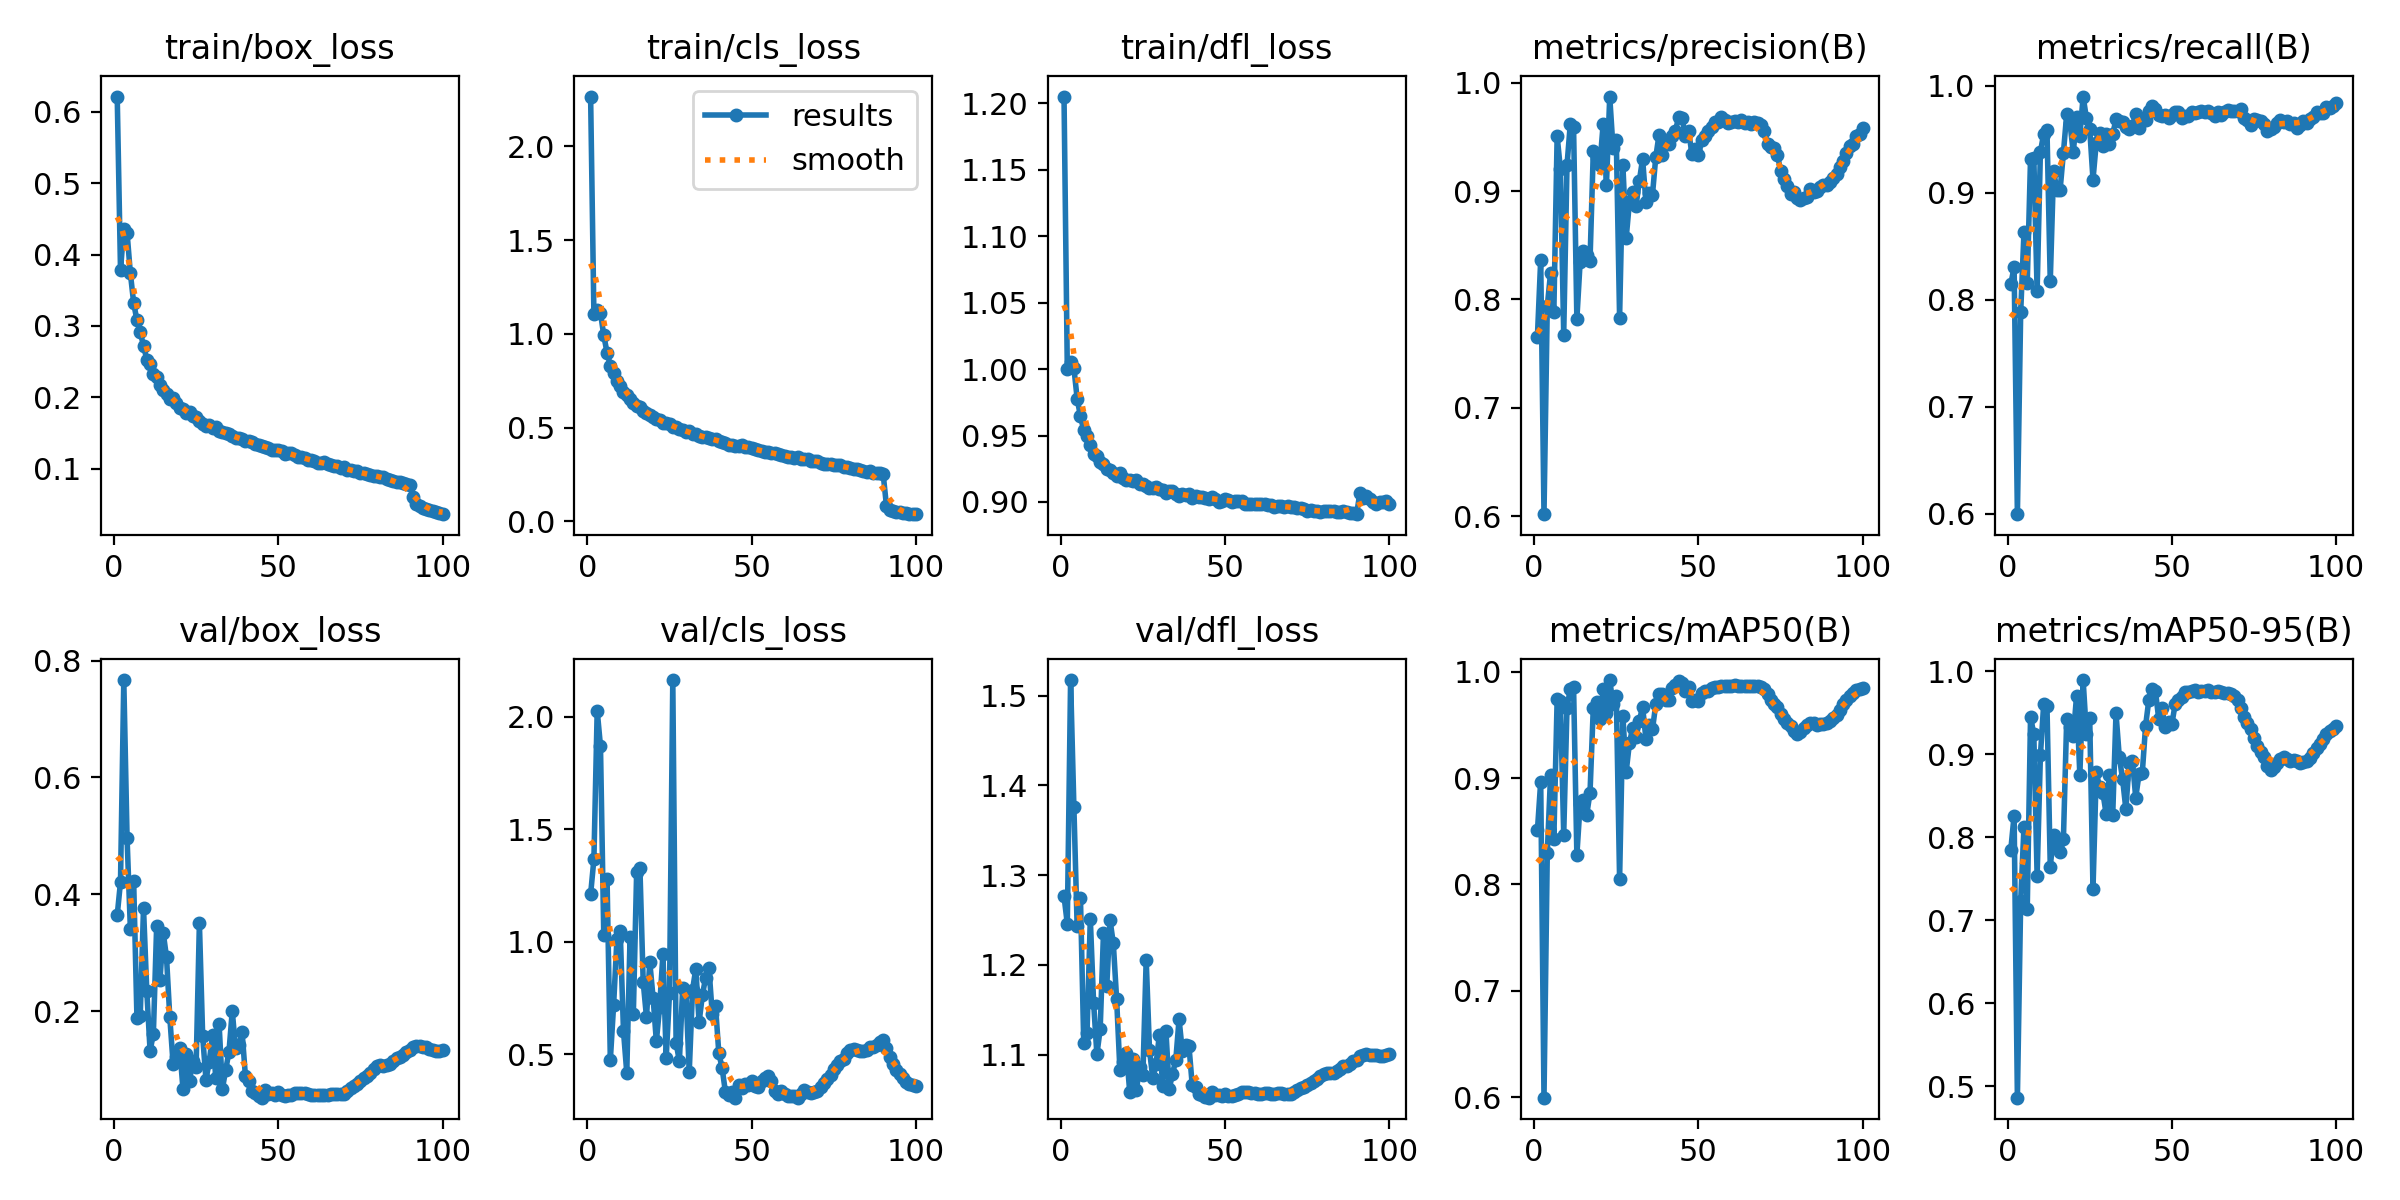 train/box_loss
0.6
0.5
0.4
0.3
0.2
0.1
0 50 100
train/cls_loss
results
smooth
2.0
1.5
1.0
0.5
0.0
0 50 100
train/dfl_loss
1.20
1.15
1.10
1.05
1.00
0.95
0.90
0 50 100
metrics/precision(B)
1.0
0.9
0.8
0.7
0.6
0 50 100
metrics/recall(B)
1.0
0.9
0.8
0.7
0.6
0 50 100
val/box_loss
0.8
0.6
0.4
0.2
0 50 100
val/cls_loss
2.0
1.5
1.0
0.5
0 50 100
val/dfl_loss
1.5
1.4
1.3
1.2
1.1
0 50 100
metrics/mAP50(B)
1.0
0.9
0.8
0.7
0.6
0 50 100
metrics/mAP50-95(B)
1.0
0.9
0.8
0.7
0.6
0.5
0 50 100